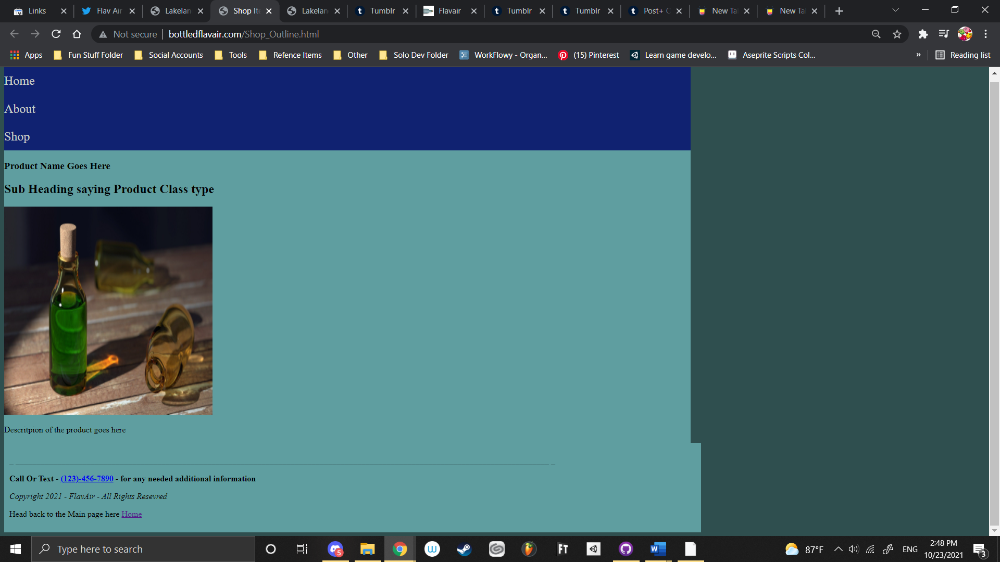 Links Flav Air Lakelan Shop Ite Lakelan Tumblr Flavair Tumblr Tumblr Post+ C New Ta New Ta
Not secure bottledflavair.com/Shop_Outline.html
Apps Fun Stuff Folder Social Accounts Tools Refence Items Other Solo Dev Folder WorkFlowy - Organ... (15) Pinterest Learn game develo... Aseprite Scripts Col... » Reading list
Home
About
Shop
Product Name Goes Here
Sub Heading saying Product Class type
Descritpion of the product goes here
Call Or Text - (123)-456-7890 - for any needed additional information
Copyright 2021 - FlavAir - All Rights Resevred
Head back to the Main page here Home
Type here to search 5 FT 87°F ENG 2:48 PM
10/23/2021 3